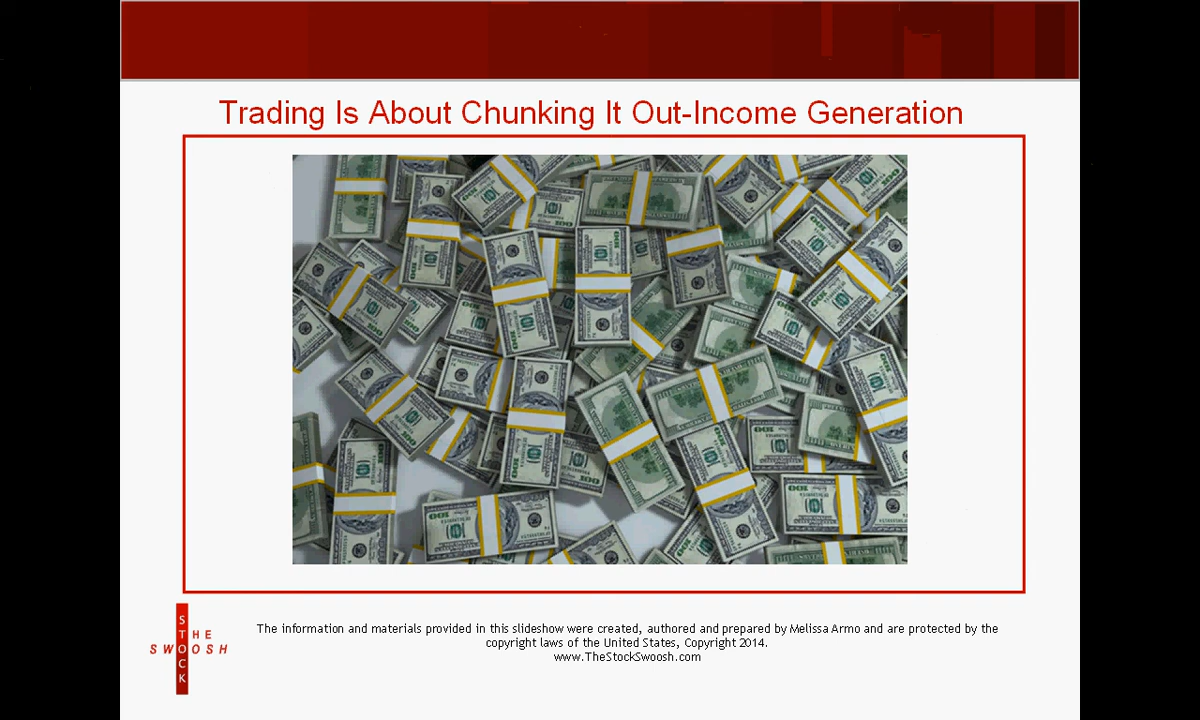 Trading Is About Chunking It Out-Income Generation
THE
STOCK
SWOOSH
The information and materials provided in this slideshow were created, authored and prepared by Melissa Armo and are protected by the
copyright laws of the United States, Copyright 2014.
www.TheStockSwoosh.com